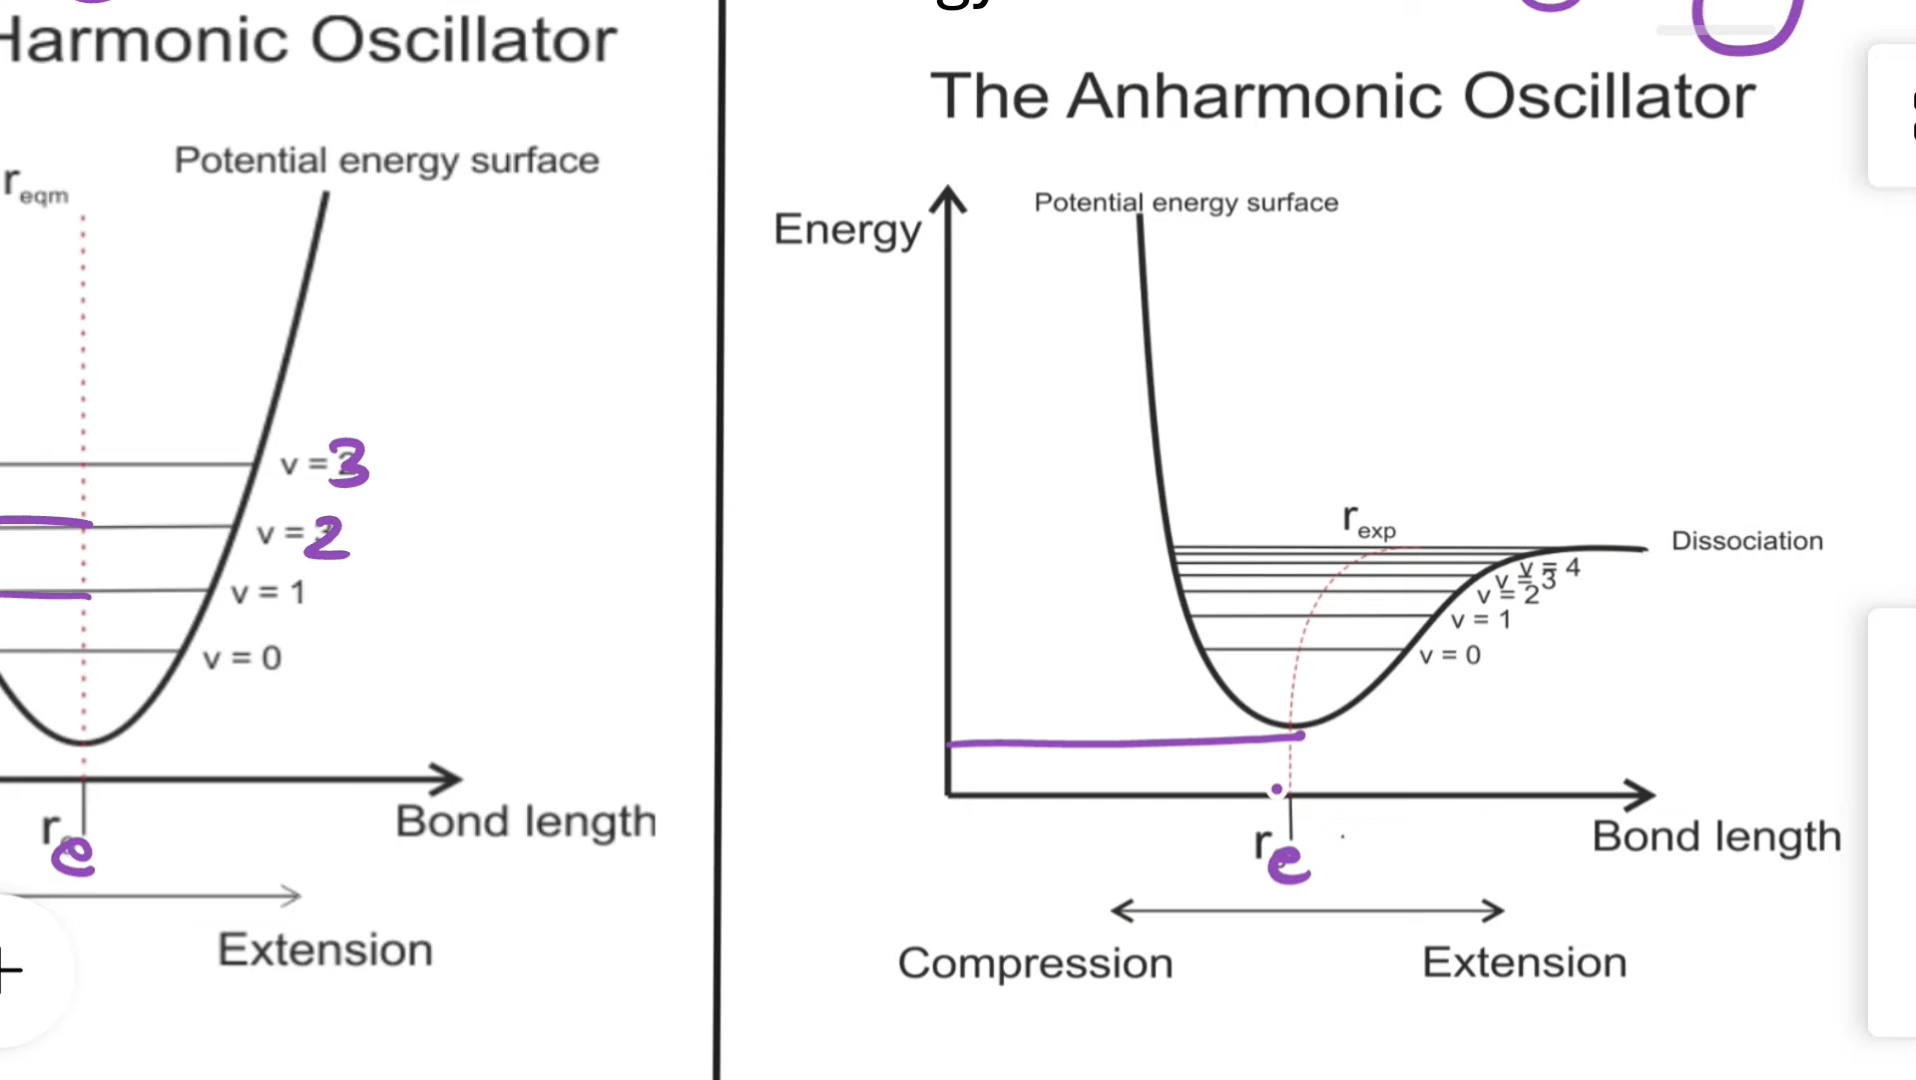 Harmonic Oscillator
Potential energy surface
r eqm
v = 3
v = 2
v = 1
v = 0
Bond length
r e
Extension
gy
The Anharmonic Oscillator
Potential energy surface
Energy
r exp
Dissociation
v = 4
v = 3
v = 2
v = 1
v = 0
Bond length
r e
Compression
Extension